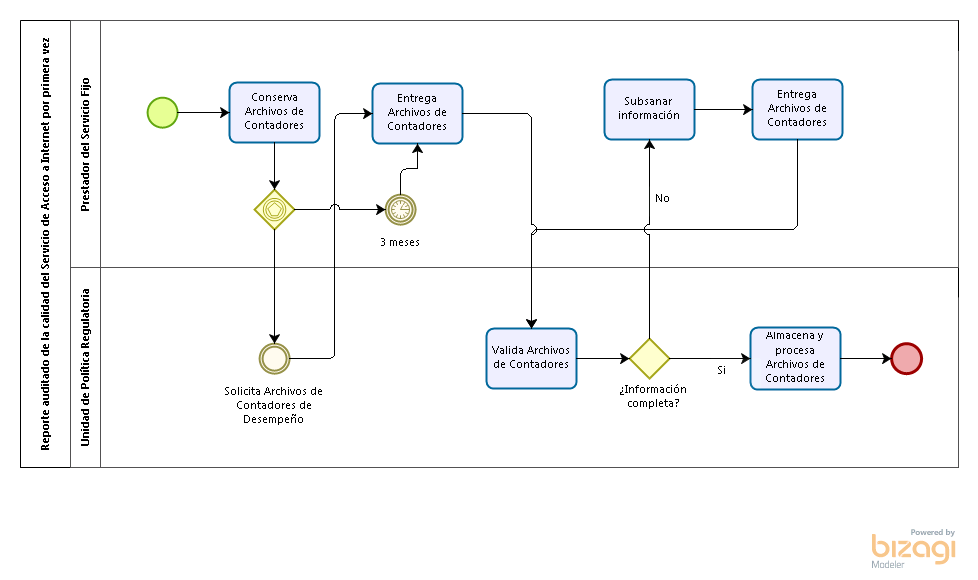 Reporte auditado de la calidad del Servicio de Acceso a Internet por primera vez
Prestador del Servicio Fijo
Conserva
Archivos de
Contadores
Entrega
Archivos de
Contadores
Subsanar
información
Entrega
Archivos de
Contadores
No
3 meses
Unidad de Política Regulatoria
Solicita Archivos de
Contadores de
Desempeño
Valida Archivos
de Contadores
¿Información
completa?
Si
Almacena y
procesa
Archivos de
Contadores
Powered by
bizagi
Modeler